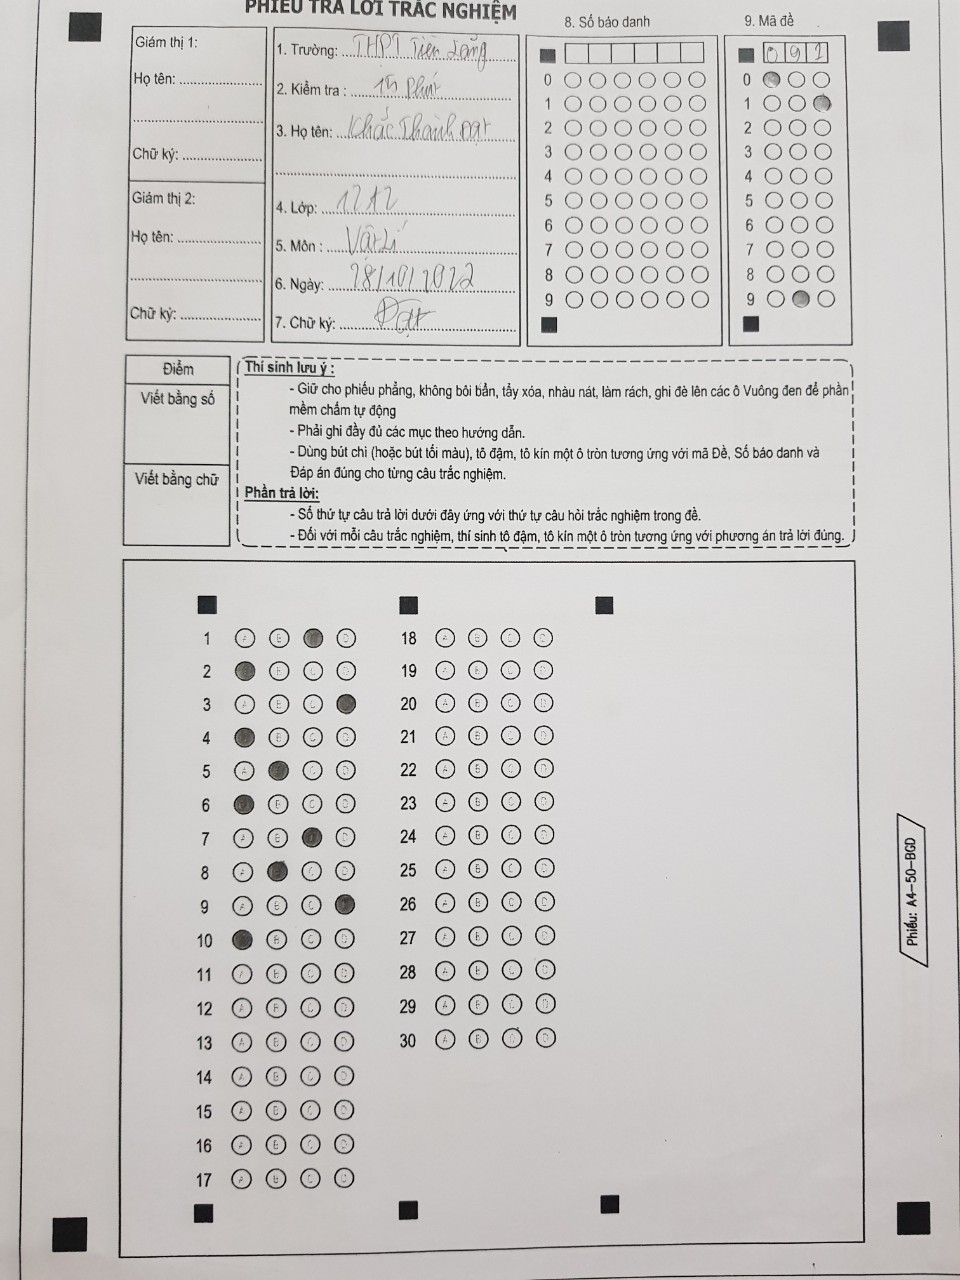 PHIẾU TRẢ LỜI TRẮC NGHIỆM
Giám thị 1:
Họ tên:
Chữ ký:
Giám thị 2:
Họ tên:
Chữ ký:
1. Trường: THPT Tiên Lãng
2. Kiểm tra : 15 Phút
3. Họ tên: Khắc Thành Đạt
4. Lớp: 12A2
5. Môn : Vật Lí
6. Ngày: 28/10/2022
7. Chữ ký: Đạt
8. Số báo danh
0
1
2
3
4
5
6
7
8
9
9. Mã đề
0 9 1
0
1
2
3
4
5
6
7
8
9
Điểm
Viết bằng số
Viết bằng chữ
Thí sinh lưu ý :
- Giữ cho phiếu phẳng, không bôi bẩn, tẩy xóa, nhàu nát, làm rách, ghi đè lên các ô Vuông đen để phần
mềm chấm tự động
- Phải ghi đầy đủ các mục theo hướng dẫn.
- Dùng bút chì (hoặc bút tối màu), tô đậm, tô kín một ô tròn tương ứng với mã Đề, Số báo danh và
Đáp án đúng cho từng câu trắc nghiệm.
Phần trả lời:
- Số thứ tự câu trả lời dưới đây ứng với thứ tự câu hỏi trắc nghiệm trong đề.
- Đối với mỗi câu trắc nghiệm, thí sinh tô đậm, tô kín một ô tròn tương ứng với phương án trả lời đúng.
1 A B D
2 B C D
3 A B C
4 B C D
5 A C D
6 B C D
7 A B D
8 A C D
9 A B C
10 B C D
11 A B C D
12 A B C D
13 A B C D
14 A B C D
15 A B C D
16 A B C D
17 A B C D
18 A B C D
19 A B C D
20 A B C D
21 A B C D
22 A B C D
23 A B C D
24 A B C D
25 A B C D
26 A B C D
27 A B C D
28 A B C D
29 A B C D
30 A B C D
Phiếu: A4-50-BGD